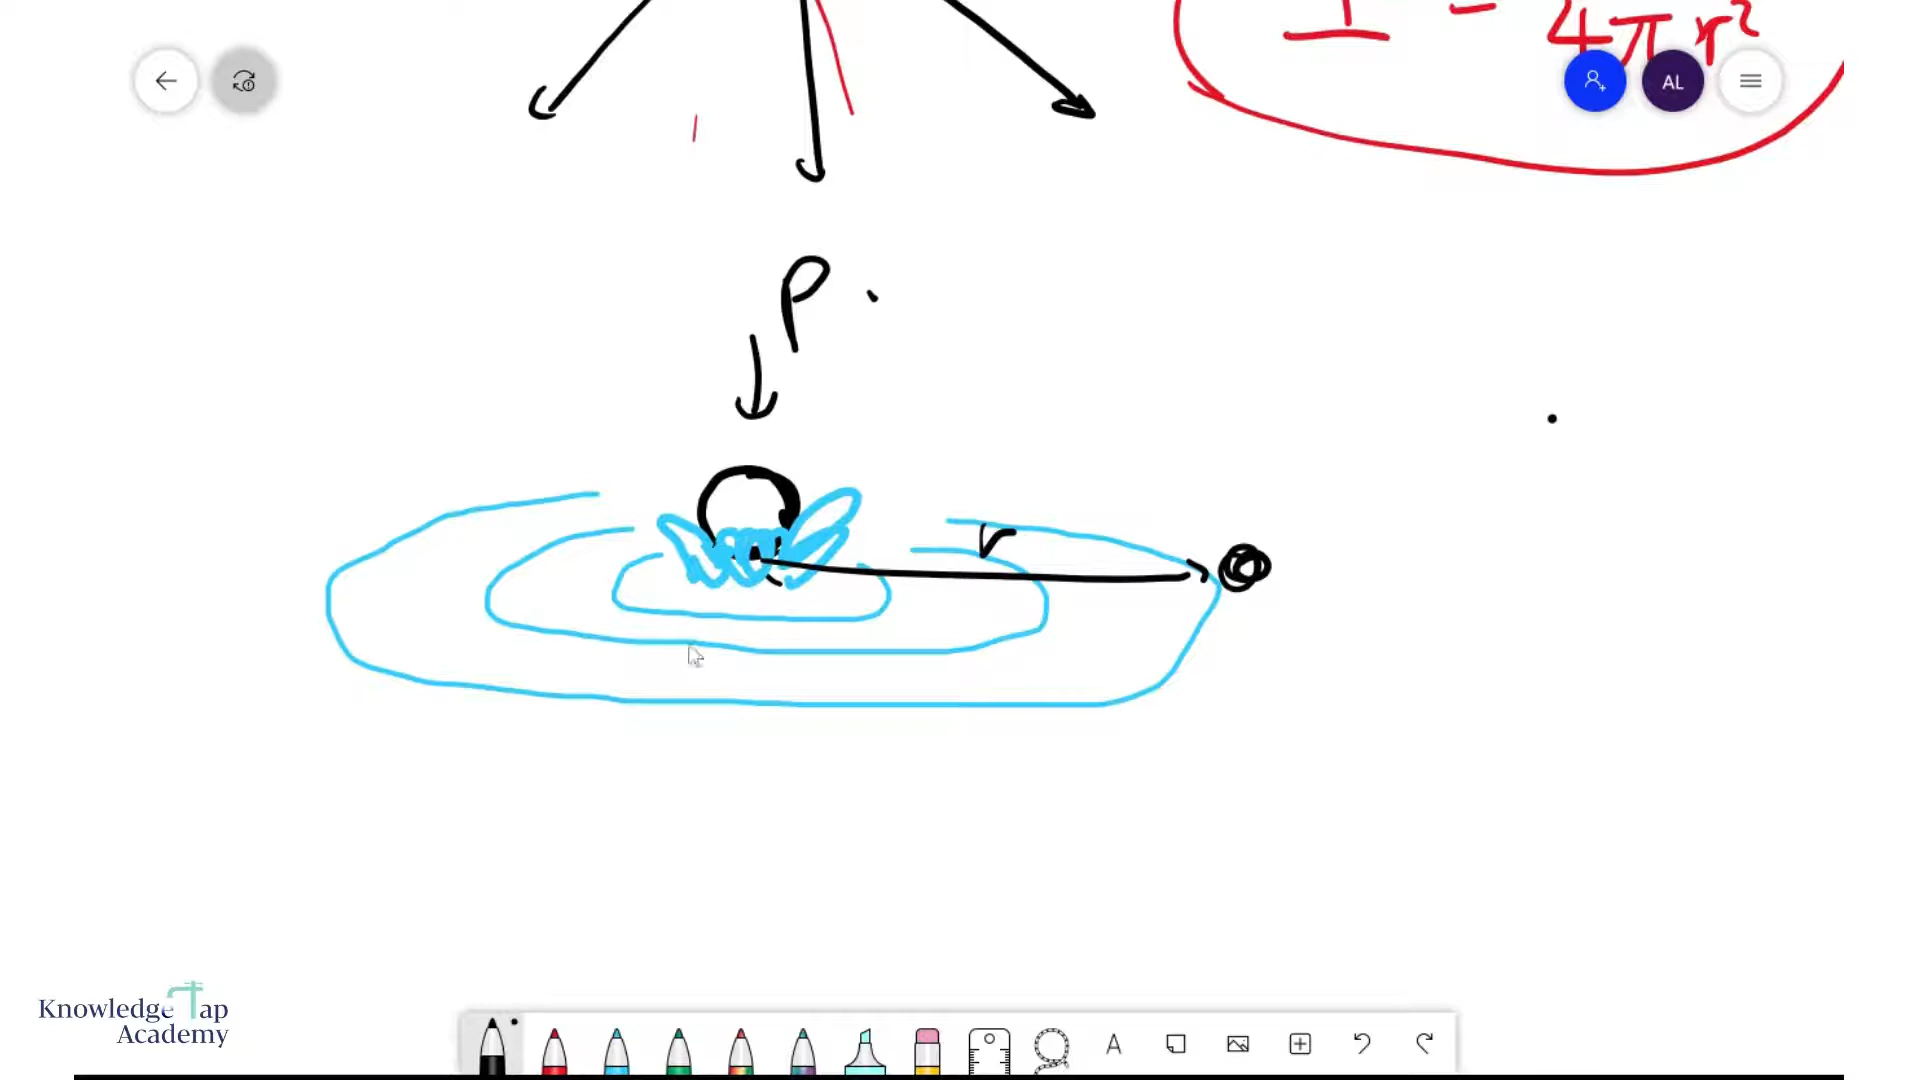 I = 4πr²
AL
P.
r
Knowledge Tap
Academy
A